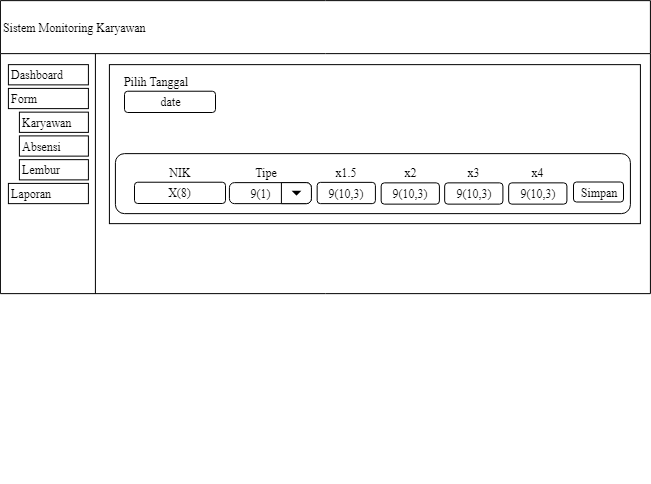 Sistem Monitoring Karyawan
Dashboard
Form
Karyawan
Absensi
Lembur
Laporan
Pilih Tanggal
date
NIK Tipe x1.5 x2 x3 x4
X(8) 9(1) 9(10,3) 9(10,3) 9(10,3) 9(10,3) Simpan